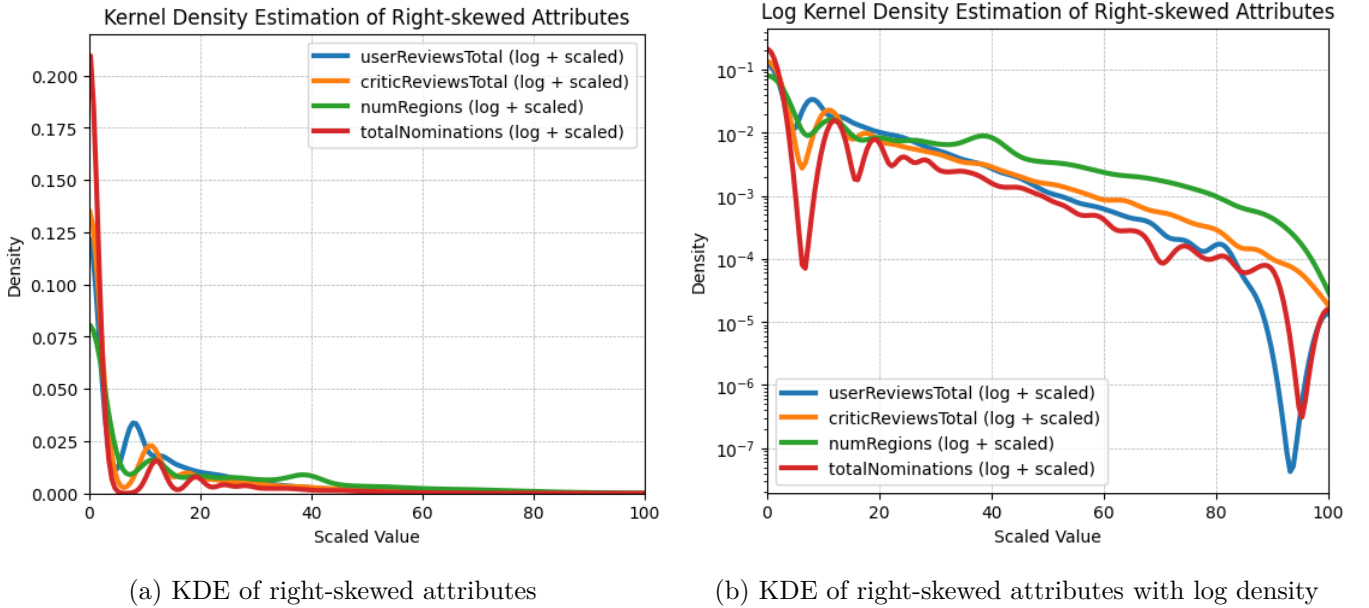 Kernel Density Estimation of Right-skewed Attributes
userReviewsTotal (log + scaled)
criticReviewsTotal (log + scaled)
numRegions (log + scaled)
totalNominations (log + scaled)
0.200
0.175
0.150
0.125
0.100
0.075
0.050
0.025
0.000
Density
0 20 40 60 80 100
Scaled Value
(a) KDE of right-skewed attributes
Log Kernel Density Estimation of Right-skewed Attributes
10⁻¹
10⁻²
10⁻³
10⁻⁴
10⁻⁵
10⁻⁶
10⁻⁷
Density
userReviewsTotal (log + scaled)
criticReviewsTotal (log + scaled)
numRegions (log + scaled)
totalNominations (log + scaled)
0 20 40 60 80 100
Scaled Value
(b) KDE of right-skewed attributes with log density